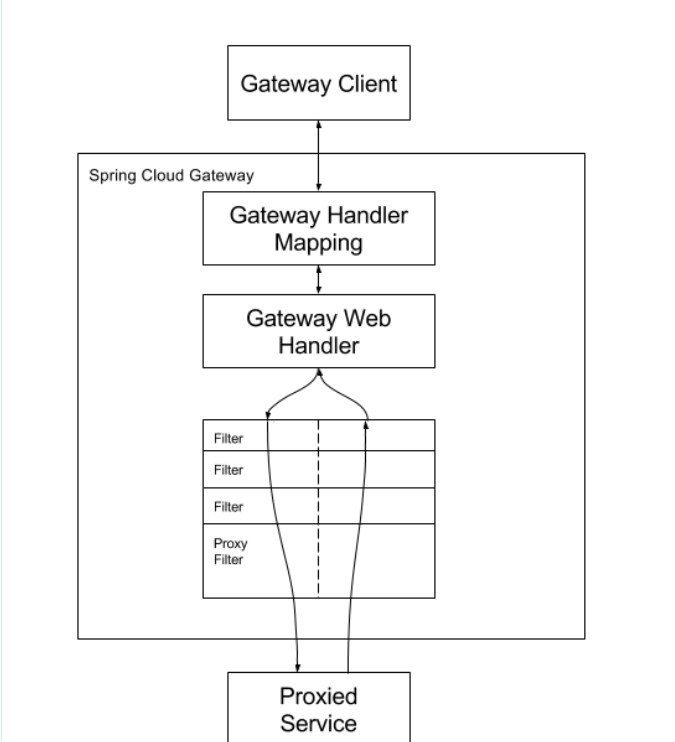 Gateway Client
Spring Cloud Gateway
Gateway Handler
Mapping
Gateway Web
Handler
Filter
Filter
Filter
Proxy
Filter
Proxied
Service